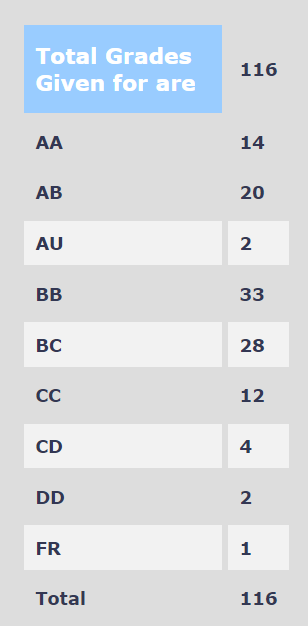 Total Grades
Given for are 116
AA 14
AB 20
AU 2
BB 33
BC 28
CC 12
CD 4
DD 2
FR 1
Total 116